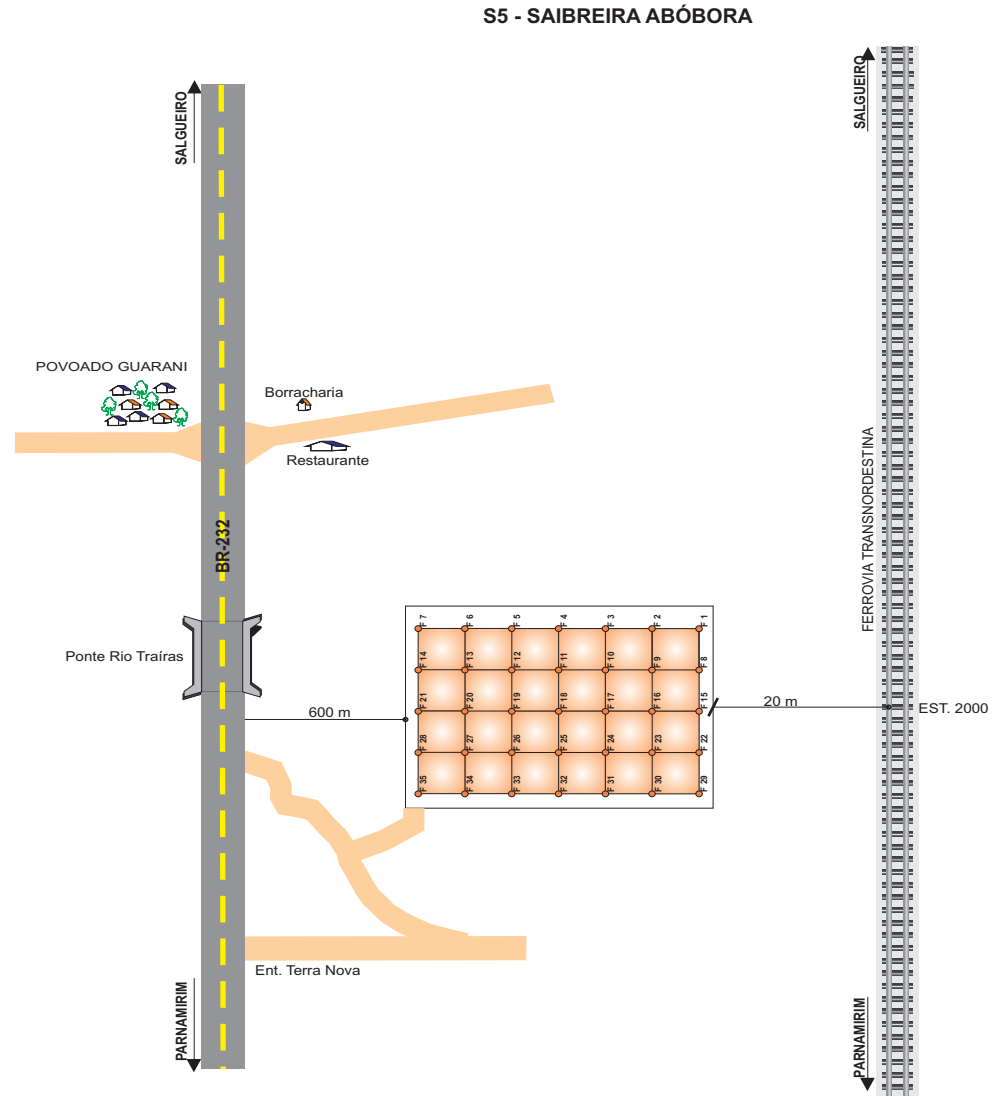 S5 - SAIBREIRA ABÓBORA
SALGUEIRO
SALGUEIRO
POVOADO GUARANI
Borracharia
Restaurante
BR-232
FERROVIA TRANSNORDESTINA
Ponte Rio Traíras
F 7
F 6
F 5
F 4
F 3
F 2
F 1
F 14
F 13
F 12
F 11
F 10
F 9
F 8
F 21
F 20
F 19
F 18
F 17
F 16
F 15
600 m
20 m
EST. 2000
F 28
F 27
F 26
F 25
F 24
F 23
F 22
F 35
F 34
F 33
F 32
F 31
F 30
F 29
Ent. Terra Nova
PARNAMIRIM
PARNAMIRIM